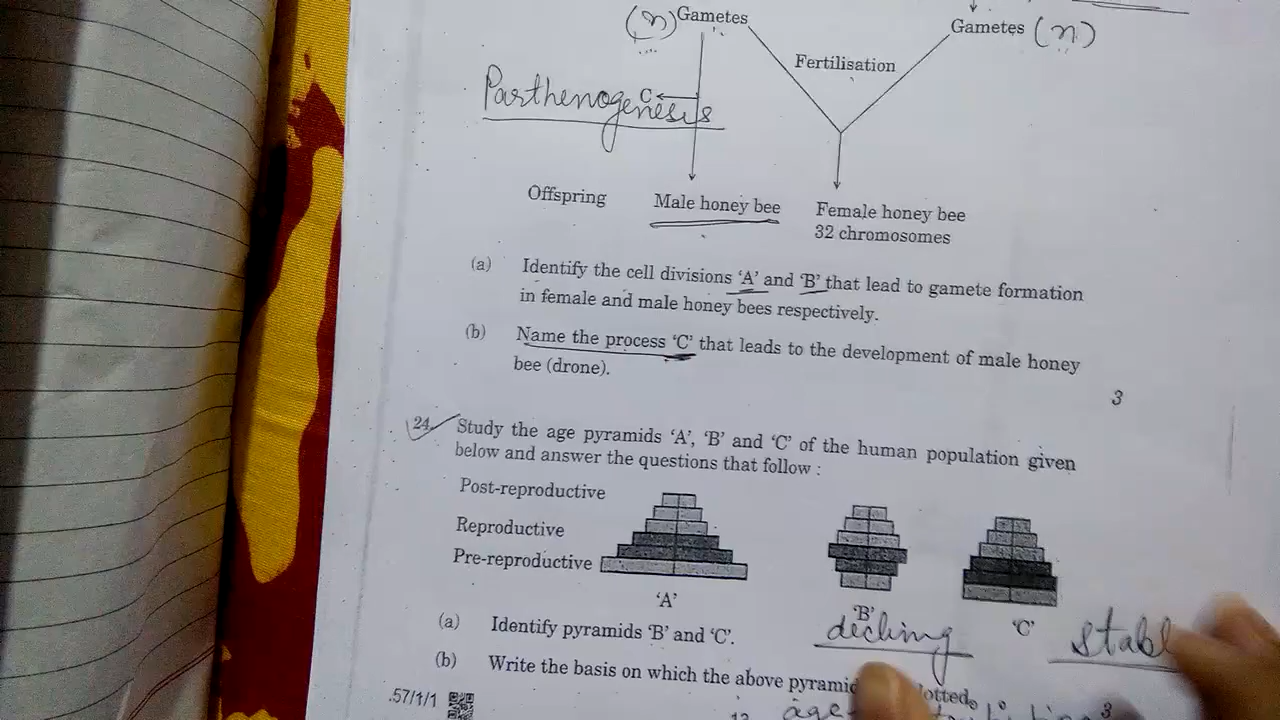 (n) Gametes
Gametes (n)
Fertilisation
Parthenogenesis
C
Offspring Male honey bee Female honey bee
32 chromosomes
(a) Identify the cell divisions ‘A’ and ‘B’ that lead to gamete formation
in female and male honey bees respectively.
(b) Name the process ‘C’ that leads to the development of male honey
bee (drone).
3
24. Study the age pyramids ‘A’, ‘B’ and ‘C’ of the human population given
below and answer the questions that follow :
Post-reproductive
Reproductive
Pre-reproductive
‘A’
‘B’
‘C’
(a) Identify pyramids ‘B’ and ‘C’.
decling
stabl
(b) Write the basis on which the above
3
.57/1/1
age